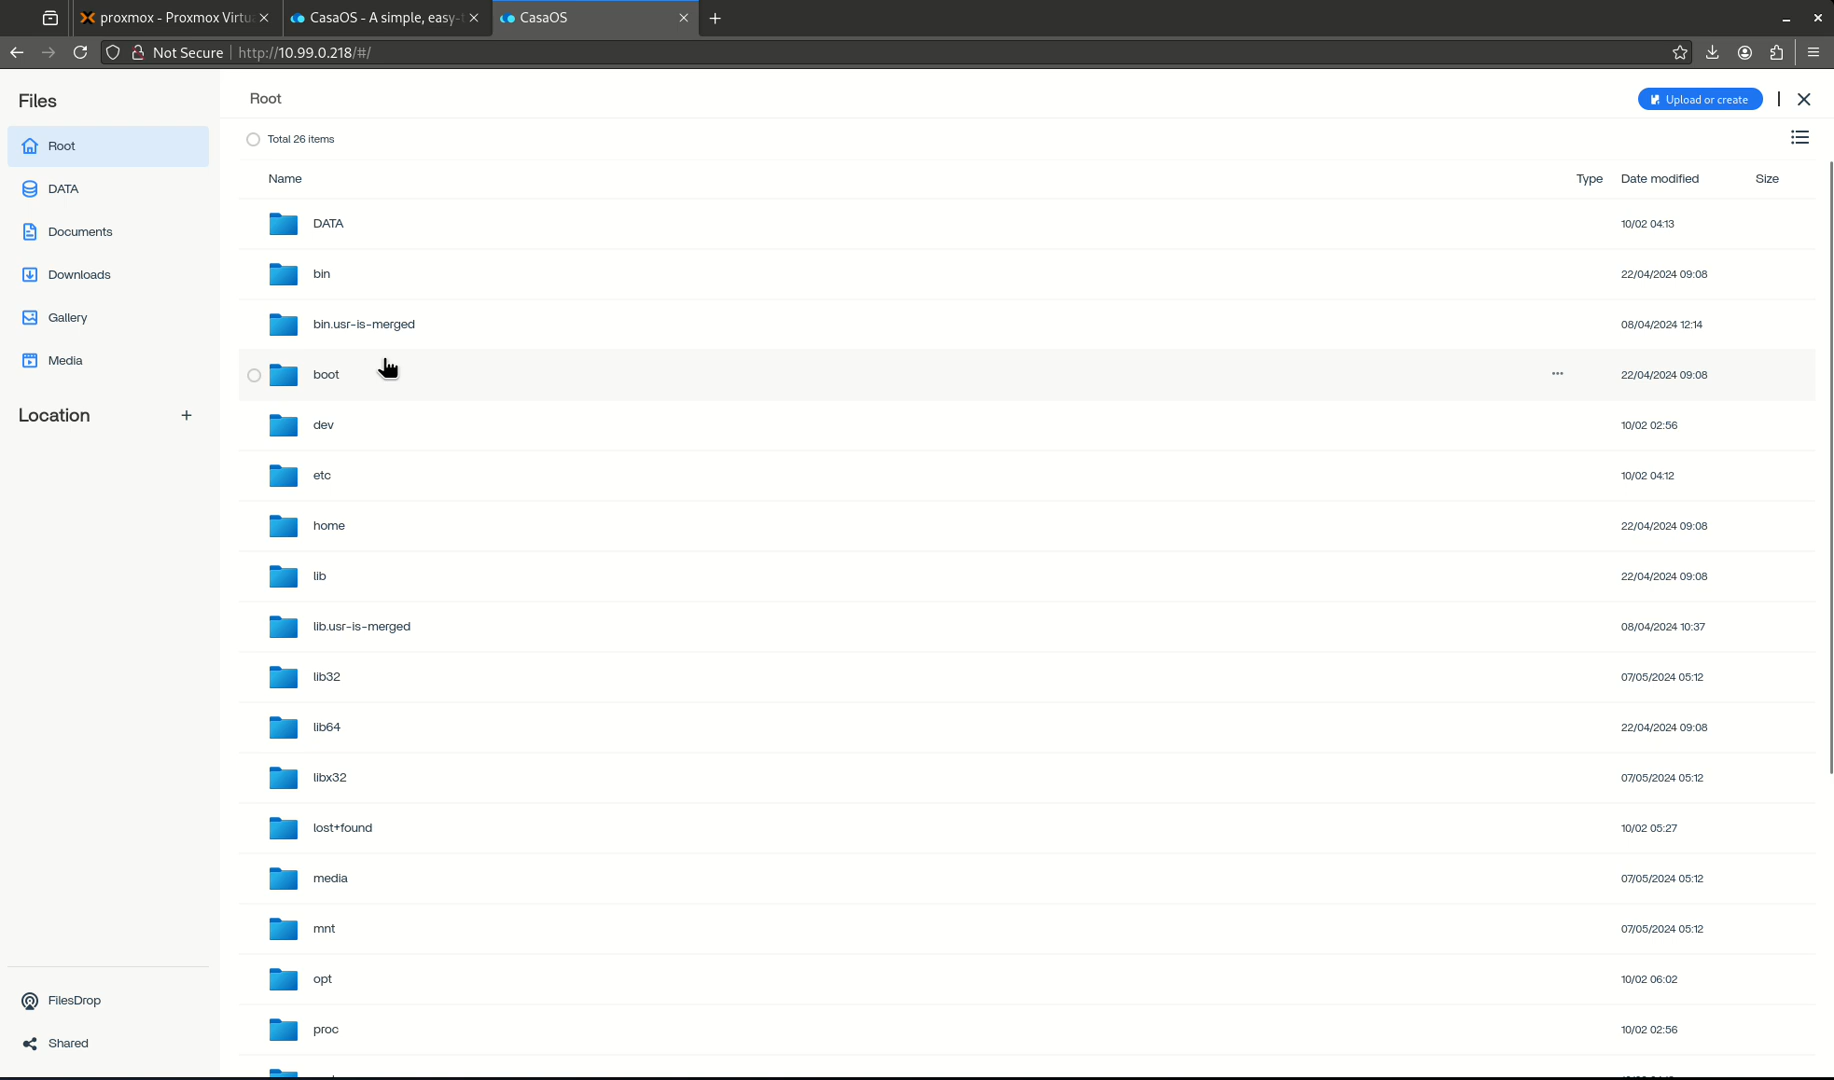 proxmox - Proxmox Virtu
CasaOS - A simple, easy-
CasaOS
Not Secure
http://10.99.0.218/#/
Files
Root
DATA
Documents
Downloads
Gallery
Media
Location
FilesDrop
Shared
Root
Upload or create
Total 26 items
Name Type Date modified Size
DATA 10/02 04:13
bin 22/04/2024 09:08
bin.usr-is-merged 08/04/2024 12:14
boot 22/04/2024 09:08
dev 10/02 02:56
etc 10/02 04:12
home 22/04/2024 09:08
lib 22/04/2024 09:08
lib.usr-is-merged 08/04/2024 10:37
lib32 07/05/2024 05:12
lib64 22/04/2024 09:08
libx32 07/05/2024 05:12
lost+found 10/02 05:27
media 07/05/2024 05:12
mnt 07/05/2024 05:12
opt 10/02 06:02
proc 10/02 02:56